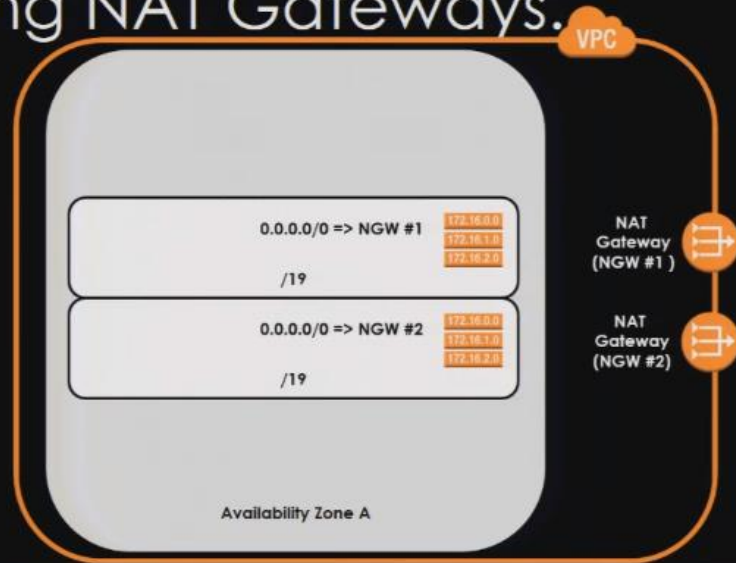 ng NAT Gateways.
VPC
0.0.0.0/0 => NGW #1
172.16.0.0
172.16.1.0
172.16.2.0
/19
NAT
Gateway
(NGW #1 )
0.0.0.0/0 => NGW #2
172.16.0.0
172.16.1.0
172.16.2.0
/19
NAT
Gateway
(NGW #2)
Availability Zone A